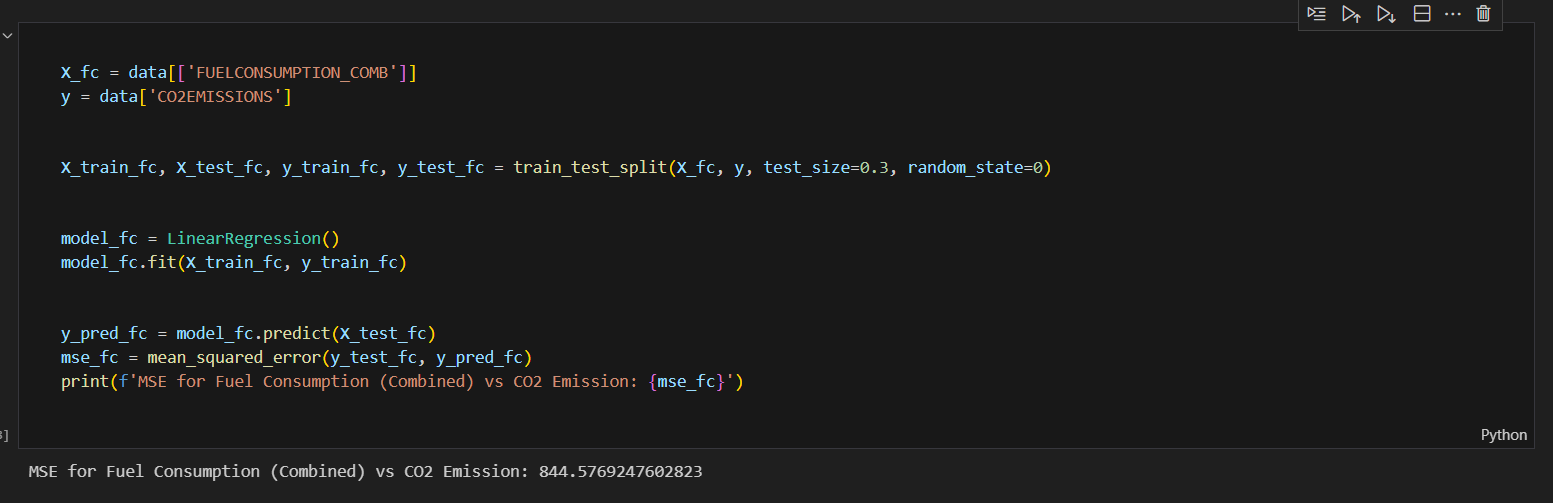 X_fc = data[['FUELCONSUMPTION_COMB']]
y = data['CO2EMISSIONS']
X_train_fc, X_test_fc, y_train_fc, y_test_fc = train_test_split(X_fc, y, test_size=0.3, random_state=0)
model_fc = LinearRegression()
model_fc.fit(X_train_fc, y_train_fc)
y_pred_fc = model_fc.predict(X_test_fc)
mse_fc = mean_squared_error(y_test_fc, y_pred_fc)
print(f'MSE for Fuel Consumption (Combined) vs CO2 Emission: {mse_fc}')
Python
MSE for Fuel Consumption (Combined) vs CO2 Emission: 844.5769247602823